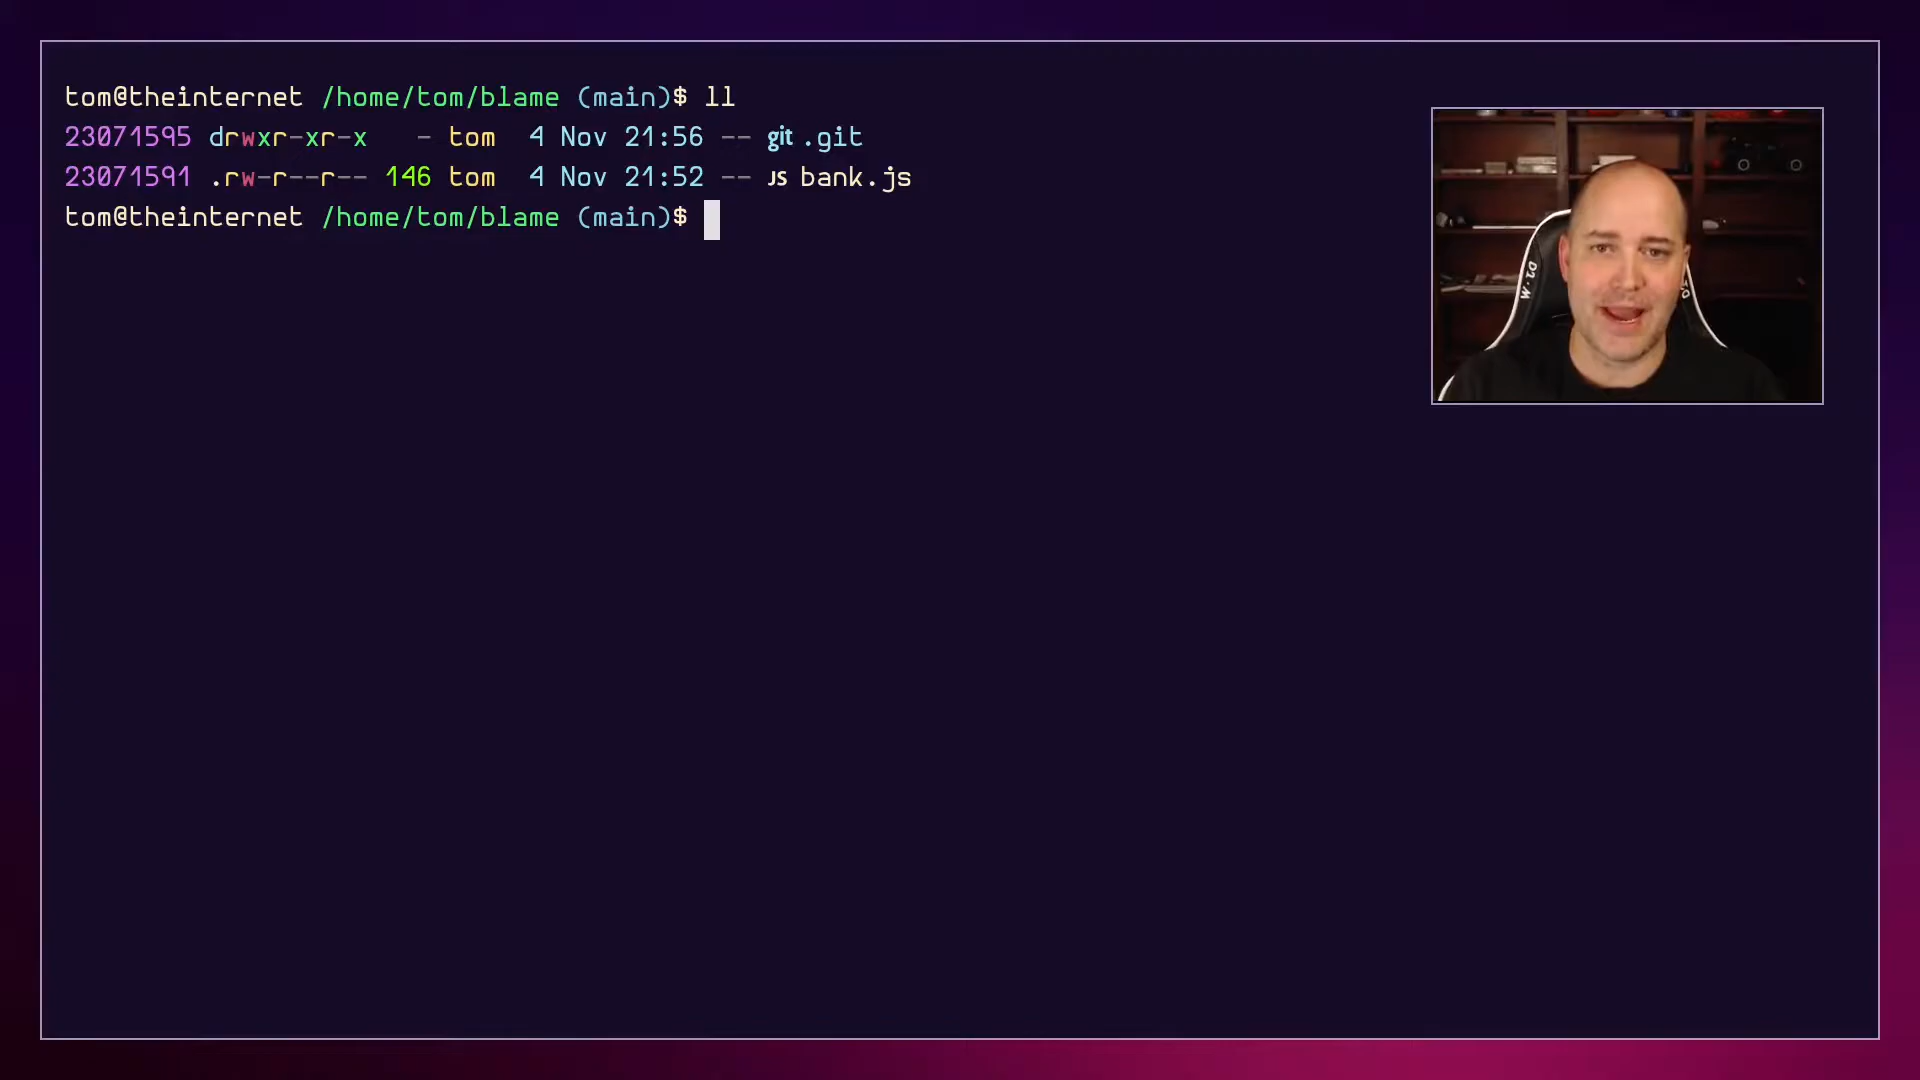 tom@theinternet /home/tom/blame (main)$ ll
23071595 drwxr-xr-x   - tom  4 Nov 21:56 -- git .git
23071591 .rw-r--r-- 146 tom  4 Nov 21:52 -- JS bank.js
tom@theinternet /home/tom/blame (main)$